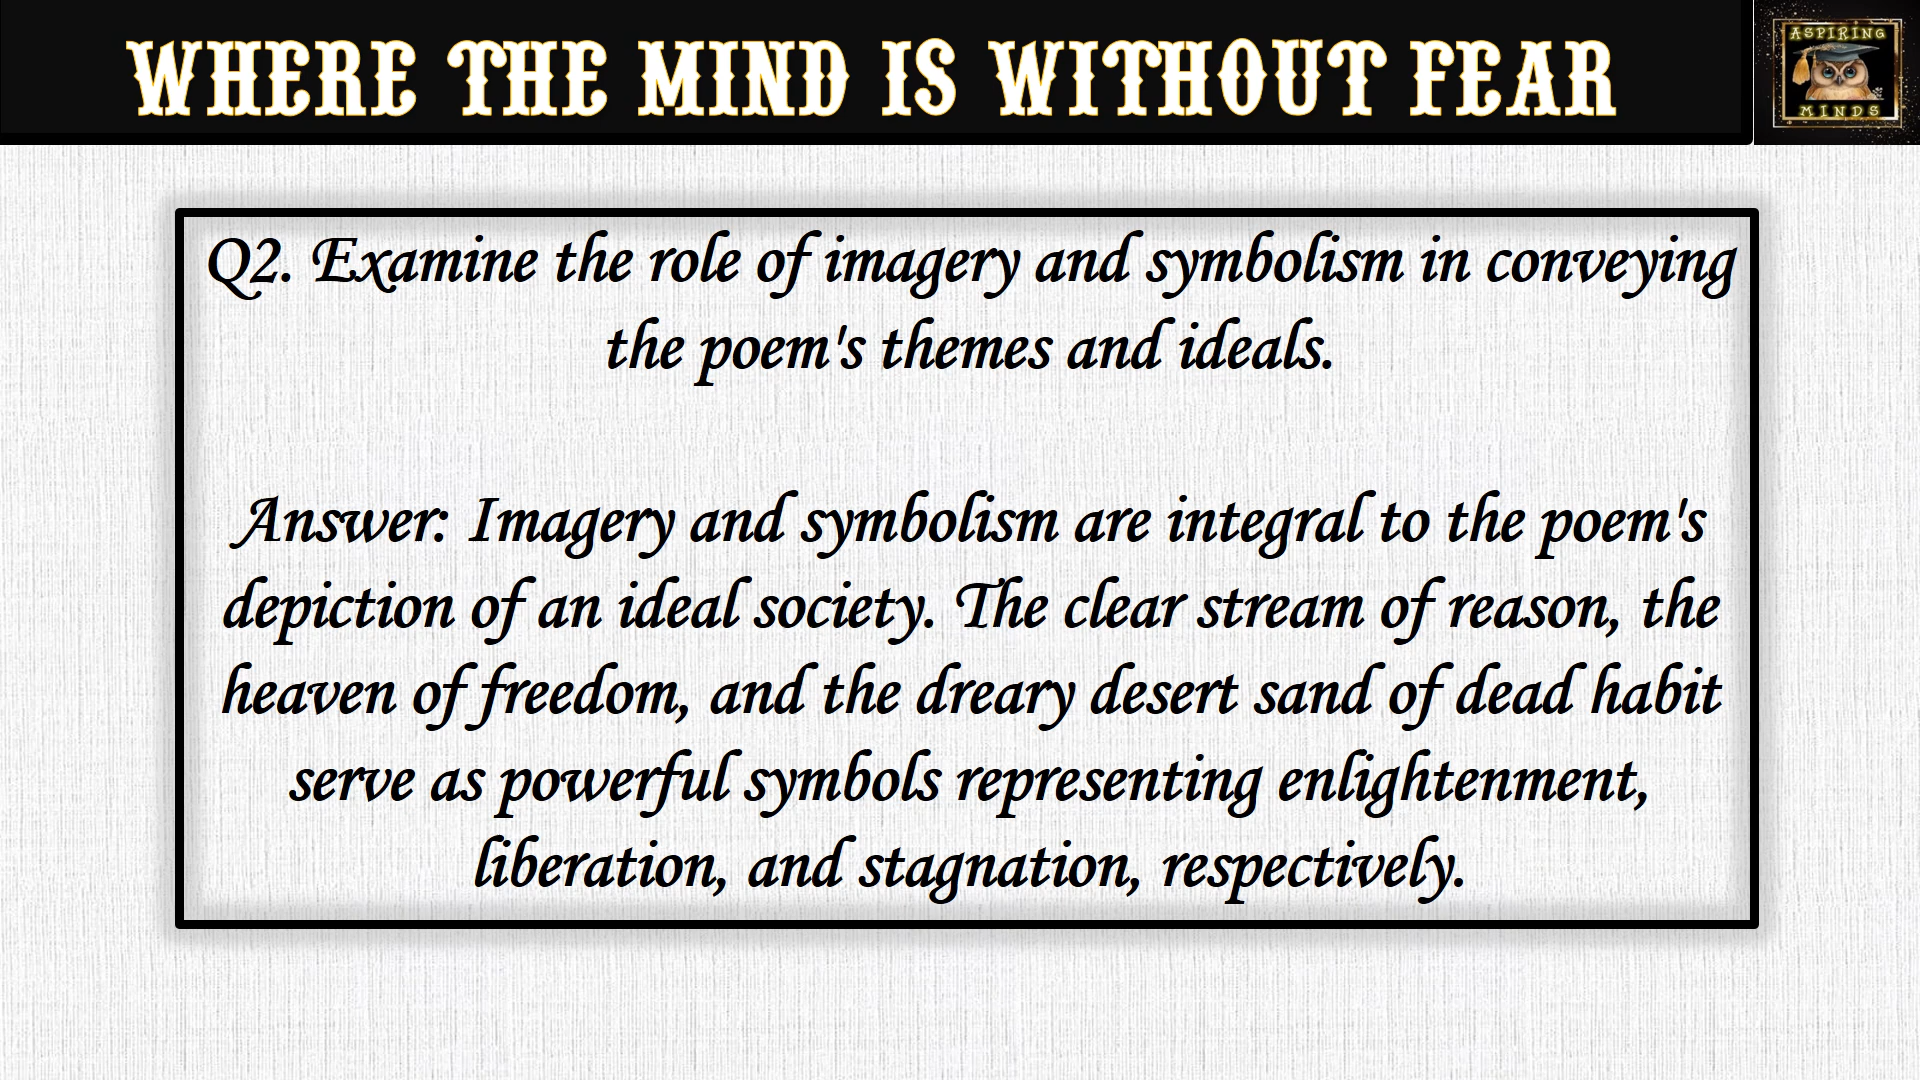 WHERE THE MIND IS WITHOUT FEAR
ASPIRING
MINDS
Q2. Examine the role of imagery and symbolism in conveying
the poem's themes and ideals.
Answer: Imagery and symbolism are integral to the poem's
depiction of an ideal society. The clear stream of reason, the
heaven of freedom, and the dreary desert sand of dead habit
serve as powerful symbols representing enlightenment,
liberation, and stagnation, respectively.